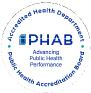 Accredited Health Department
PHAB
Advancing
Public Health
Performance
Public Health Accreditation Board